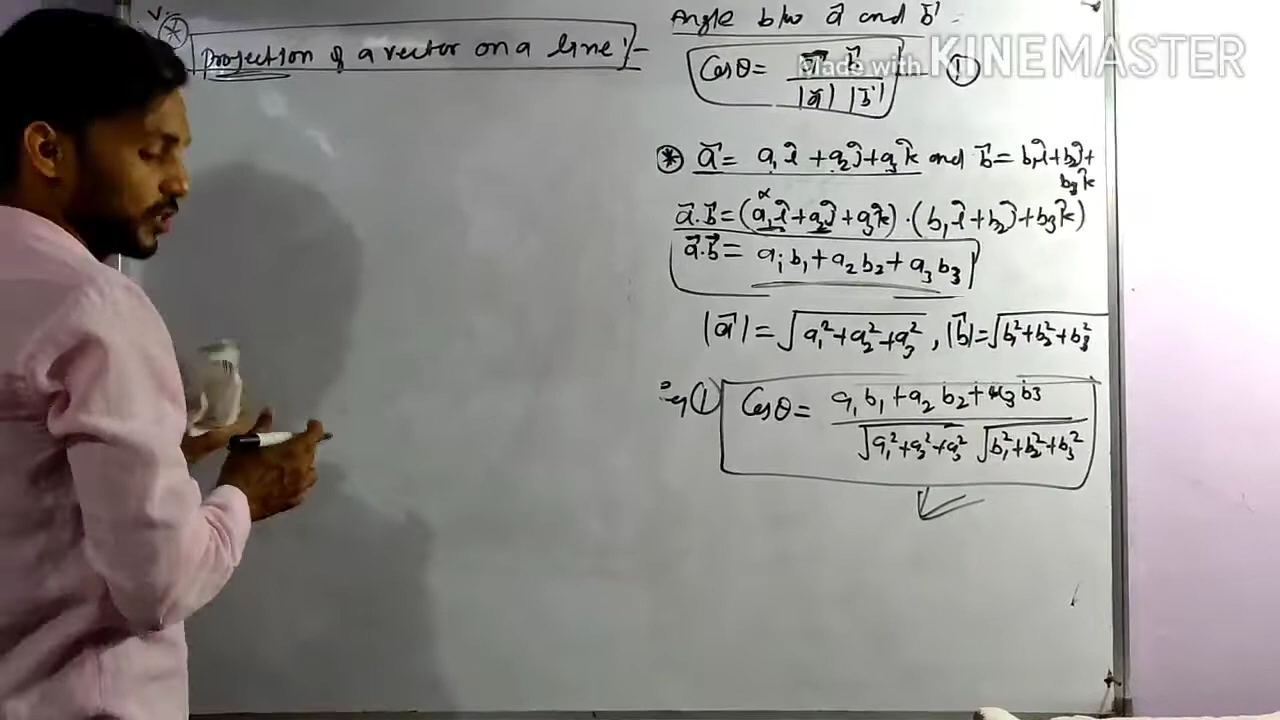 V.
Projection of a vector on a line :-
Angle b/w a⃗ and b⃗ -
Cos θ = a⃗ . b⃗ / |a⃗| |b⃗| — ①
Made with KINEMASTER
* a⃗ = a₁î + a₂ĵ + a₃k̂ and b⃗ = b₁î + b₂ĵ +
b₃k̂
a⃗.b⃗ = (a₁î + a₂ĵ + a₃k̂) . (b₁î + b₂ĵ + b₃k̂)
a⃗.b⃗ = a₁b₁ + a₂b₂ + a₃b₃
|a⃗| = √a₁² + a₂² + a₃² , |b⃗| = √b₁² + b₂² + b₃²
eq ① Cos θ = a₁b₁ + a₂b₂ + a₃b₃ / √a₁² + a₂² + a₃² √b₁² + b₂² + b₃²